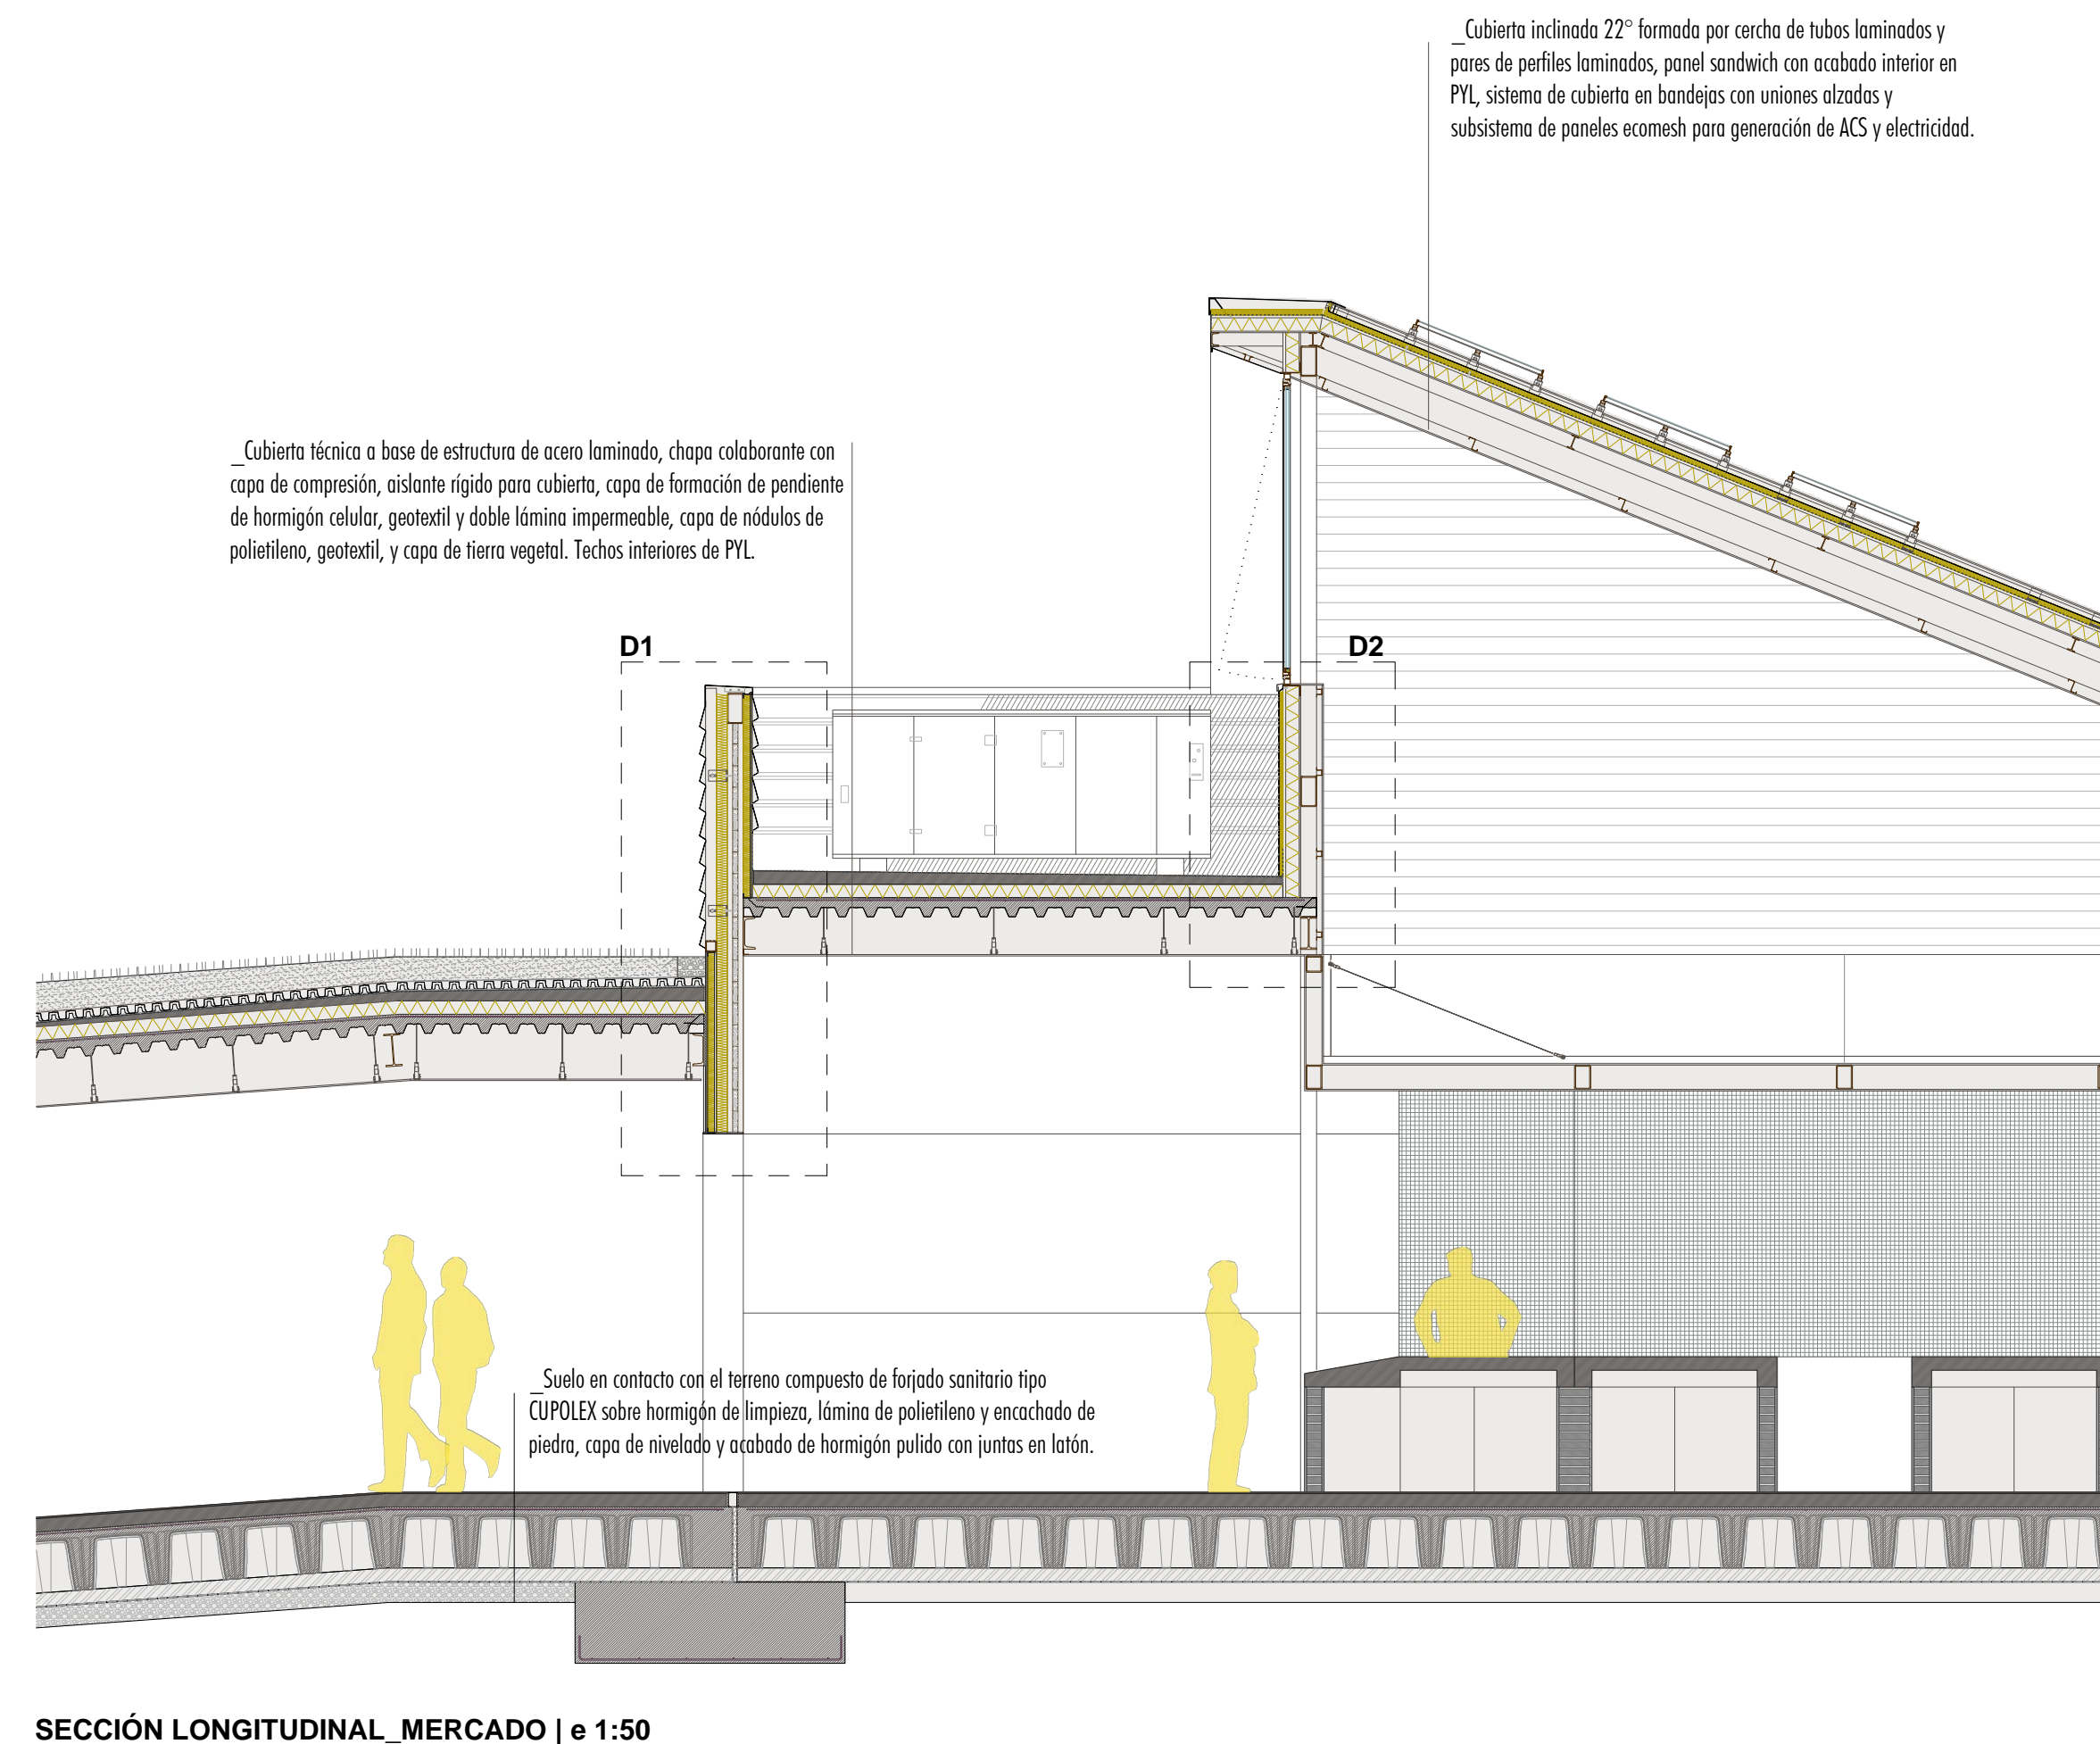 _Cubierta inclinada 22° formada por cercha de tubos laminados y
pares de perfiles laminados, panel sandwich con acabado interior en
PYL, sistema de cubierta en bandejas con uniones alzadas y
subsistema de paneles ecomesh para generación de ACS y electricidad.
_Cubierta técnica a base de estructura de acero laminado, chapa colaborante con
capa de compresión, aislante rígido para cubierta, capa de formación de pendiente
de hormigón celular, geotextil y doble lámina impermeable, capa de nódulos de
polietileno, geotextil, y capa de tierra vegetal. Techos interiores de PYL.
D1
D2
_Suelo en contacto con el terreno compuesto de forjado sanitario tipo
CUPOLEX sobre hormigón de limpieza, lámina de polietileno y encachado de
piedra, capa de nivelado y acabado de hormigón pulido con juntas en latón.
SECCIÓN LONGITUDINAL_MERCADO | e 1:50